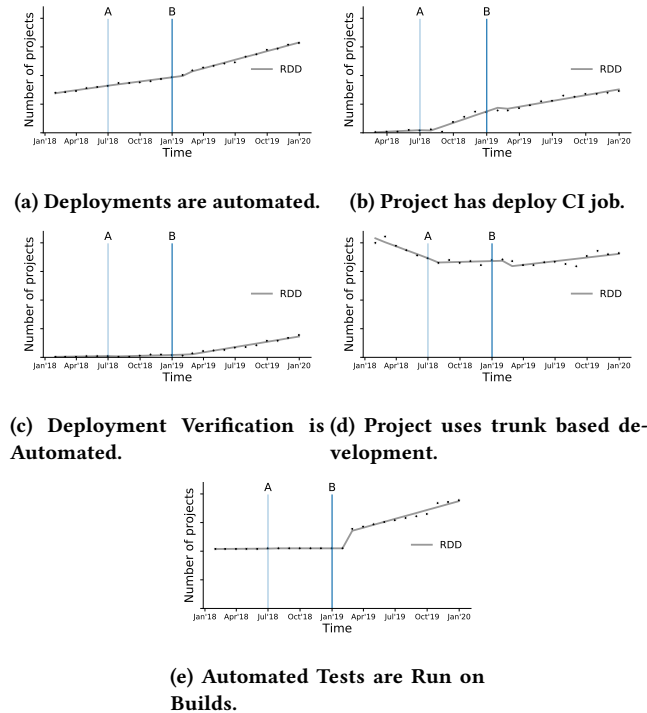 A
B
Number of projects
RDD
Jan'18 Apr'18 Jul'18 Oct'18 Jan'19 Apr'19 Jul'19 Oct'19 Jan'20
Time
(a) Deployments are automated.
A
B
Number of projects
RDD
Apr'18 Jul'18 Oct'18 Jan'19 Apr'19 Jul'19 Oct'19 Jan'20
Time
(b) Project has deploy CI job.
A
B
Number of projects
RDD
Jan'18 Apr'18 Jul'18 Oct'18 Jan'19 Apr'19 Jul'19 Oct'19 Jan'20
Time
(c) Deployment Verification is
Automated.
A
B
Number of projects
RDD
Jan'18 Apr'18 Jul'18 Oct'18 Jan'19 Apr'19 Jul'19 Oct'19 Jan'20
Time
(d) Project uses trunk based de-
velopment.
A
B
Number of projects
RDD
Jan'18 Apr'18 Jul'18 Oct'18 Jan'19 Apr'19 Jul'19 Oct'19 Jan'20
Time
(e) Automated Tests are Run on
Builds.